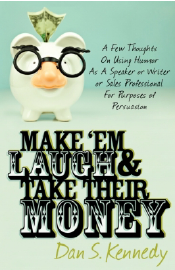 A Few Thoughts
On Using Humor
As A Speaker or Writer
or Sales Professional
For Purposes of
Persuasion
MAKE 'EM
LAUGH &
TAKE THEIR
MONEY
Dan S. Kennedy